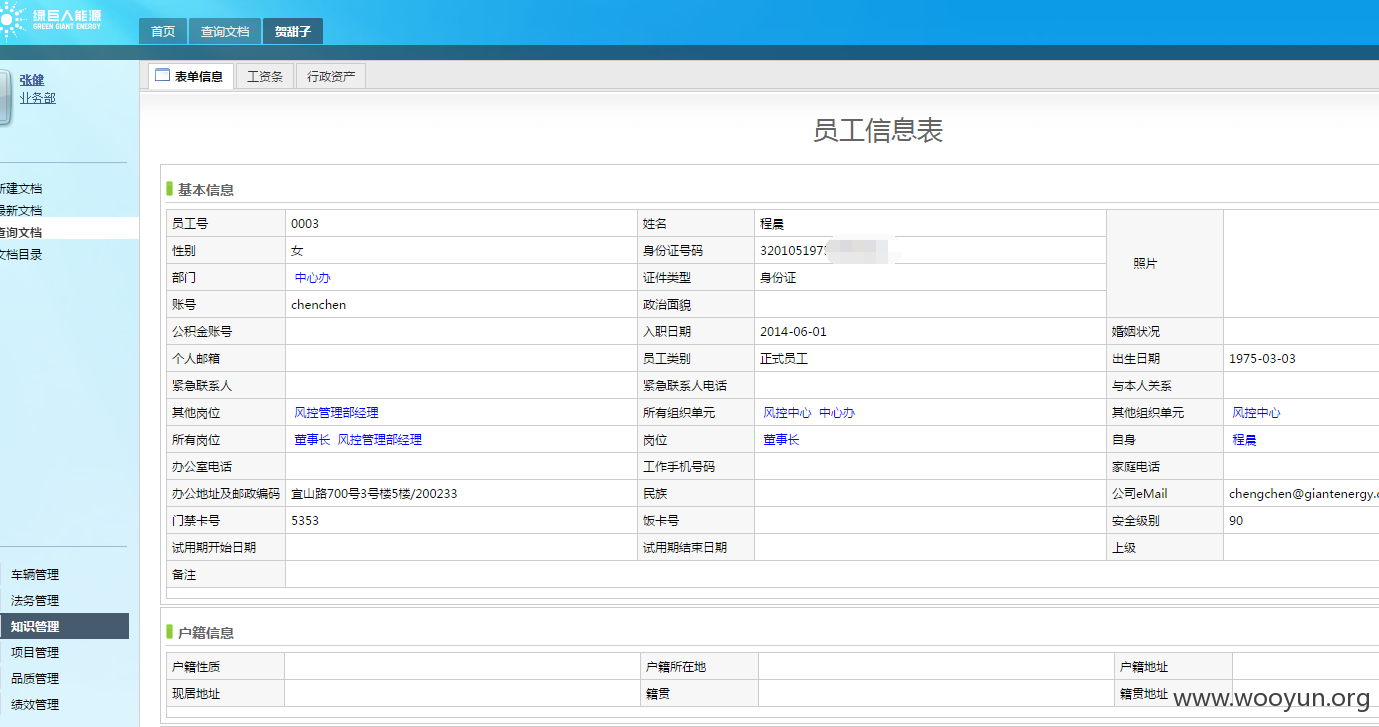 绿巨人能源
GREEN GIANT ENERGY
首页 查询文档 贺甜子
张健
业务部
表单信息 工资条 行政资产
员工信息表
新建文档
最新文档
查询文档
文档目录
车辆管理
法务管理
知识管理
项目管理
品质管理
绩效管理
基本信息
员工号 0003 姓名 程晨 照片
性别 女 身份证号码 320105197
部门 中心办 证件类型 身份证
账号 chenchen 政治面貌
公积金账号 入职日期 2014-06-01 婚姻状况
个人邮箱 员工类别 正式员工 出生日期 1975-03-03
紧急联系人 紧急联系人电话 与本人关系
其他岗位 风控管理部经理 所有组织单元 风控中心 中心办 其他组织单元 风控中心
所有岗位 董事长 风控管理部经理 岗位 董事长 自身 程晨
办公室电话 工作手机号码 家庭电话
办公地址及邮政编码 宜山路700号3号楼5楼/200233 民族 公司eMail chengchen@giantenergy.c
门禁卡号 5353 饭卡号 安全级别 90
试用期开始日期 试用期结束日期 上级
备注
户籍信息
户籍性质 户籍所在地 户籍地址
现居地址 籍贯 籍贯地址
www.wooyun.org